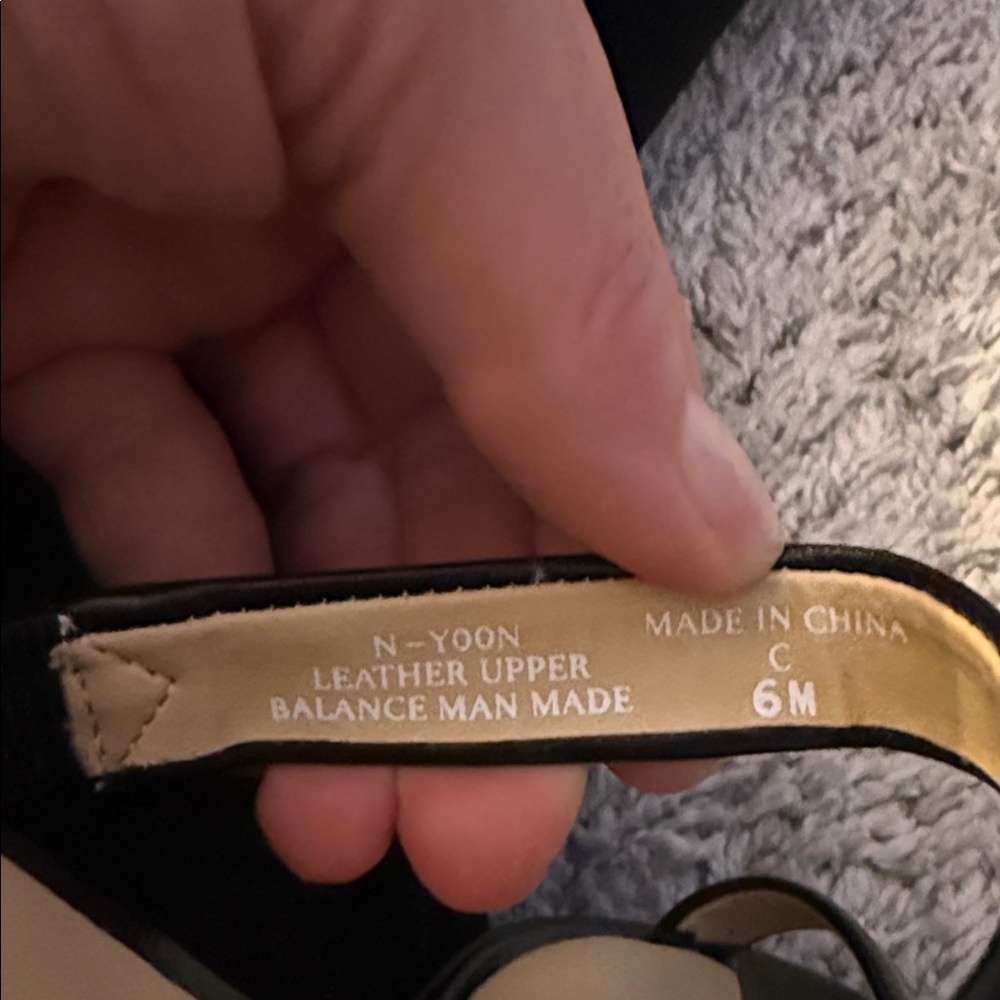 N-YOON
LEATHER UPPER
BALANCE MAN MADE
MADE IN CHINA
C
6M